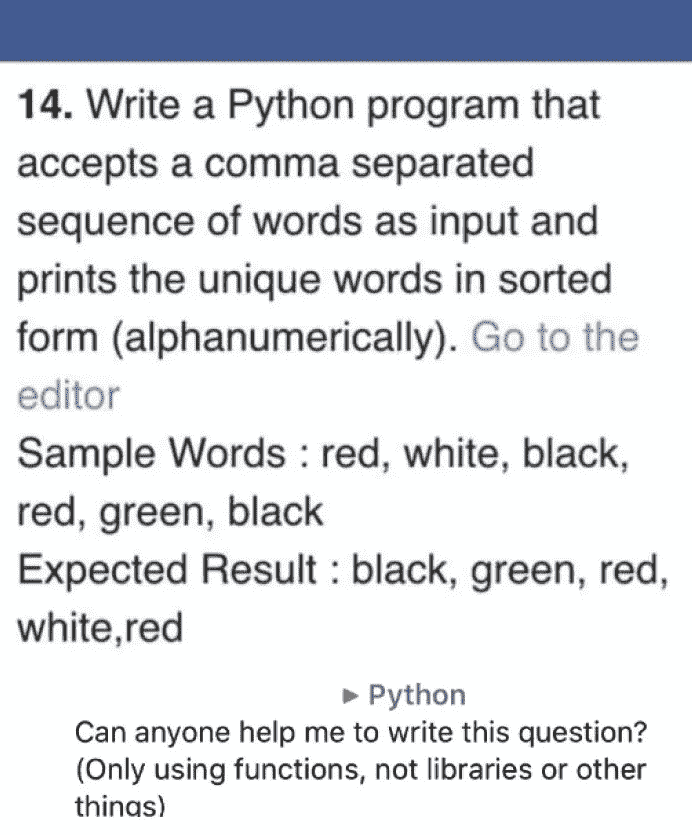 14. Write a Python program that
accepts a comma separated
sequence of words as input and
prints the unique words in sorted
form (alphanumerically). Go to the
editor
Sample Words : red, white, black,
red, green, black
Expected Result : black, green, red,
white,red
▸ Python
Can anyone help me to write this question?
(Only using functions, not libraries or other
things)